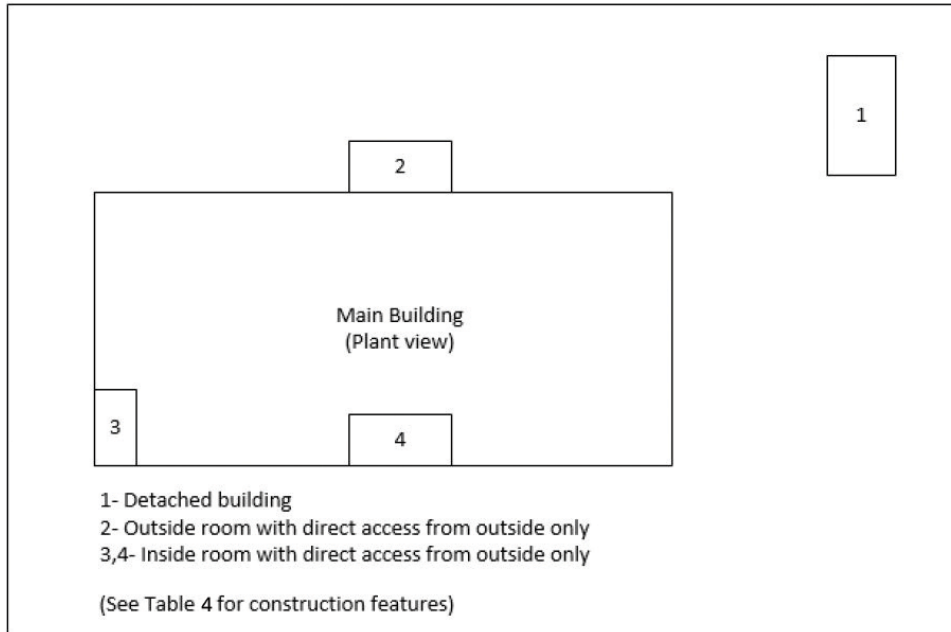 1
2
Main Building
(Plant view)
3
4
1- Detached building
2- Outside room with direct access from outside only
3,4- Inside room with direct access from outside only
(See Table 4 for construction features)